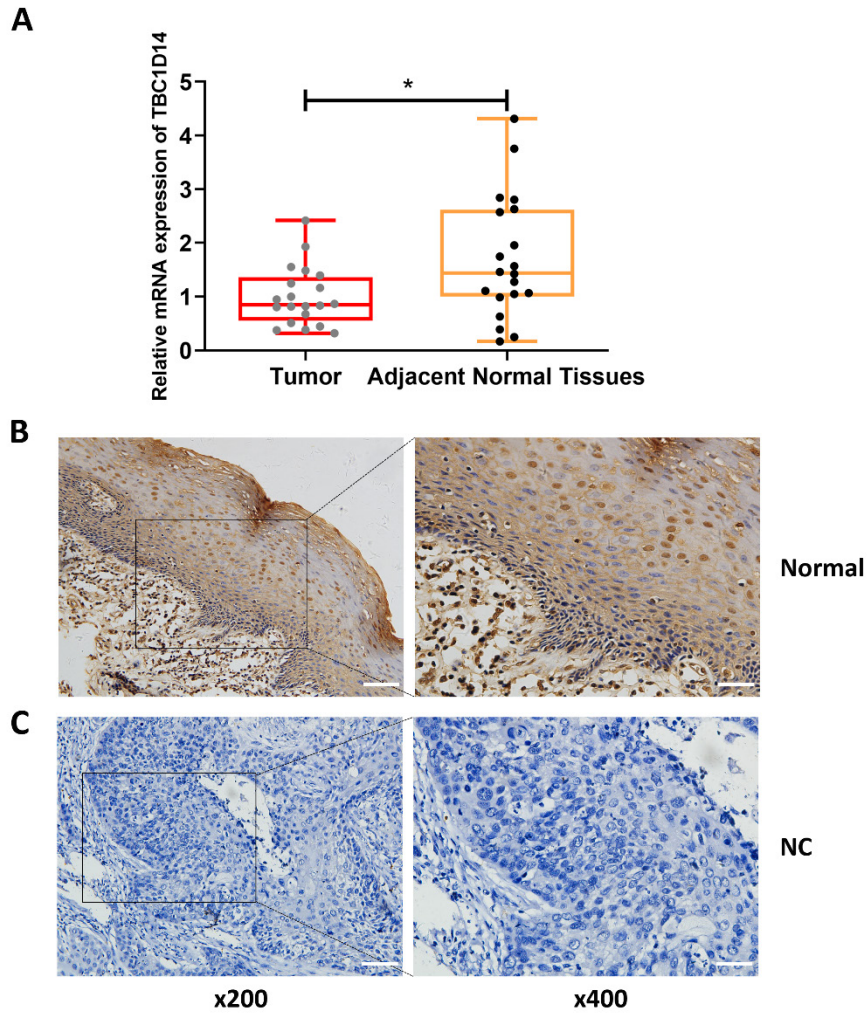 A
Relative mRNA expression of TBC1D14
5
4
3
2
1
0
*
Tumor
Adjacent Normal Tissues
B
Normal
C
NC
x200
x400